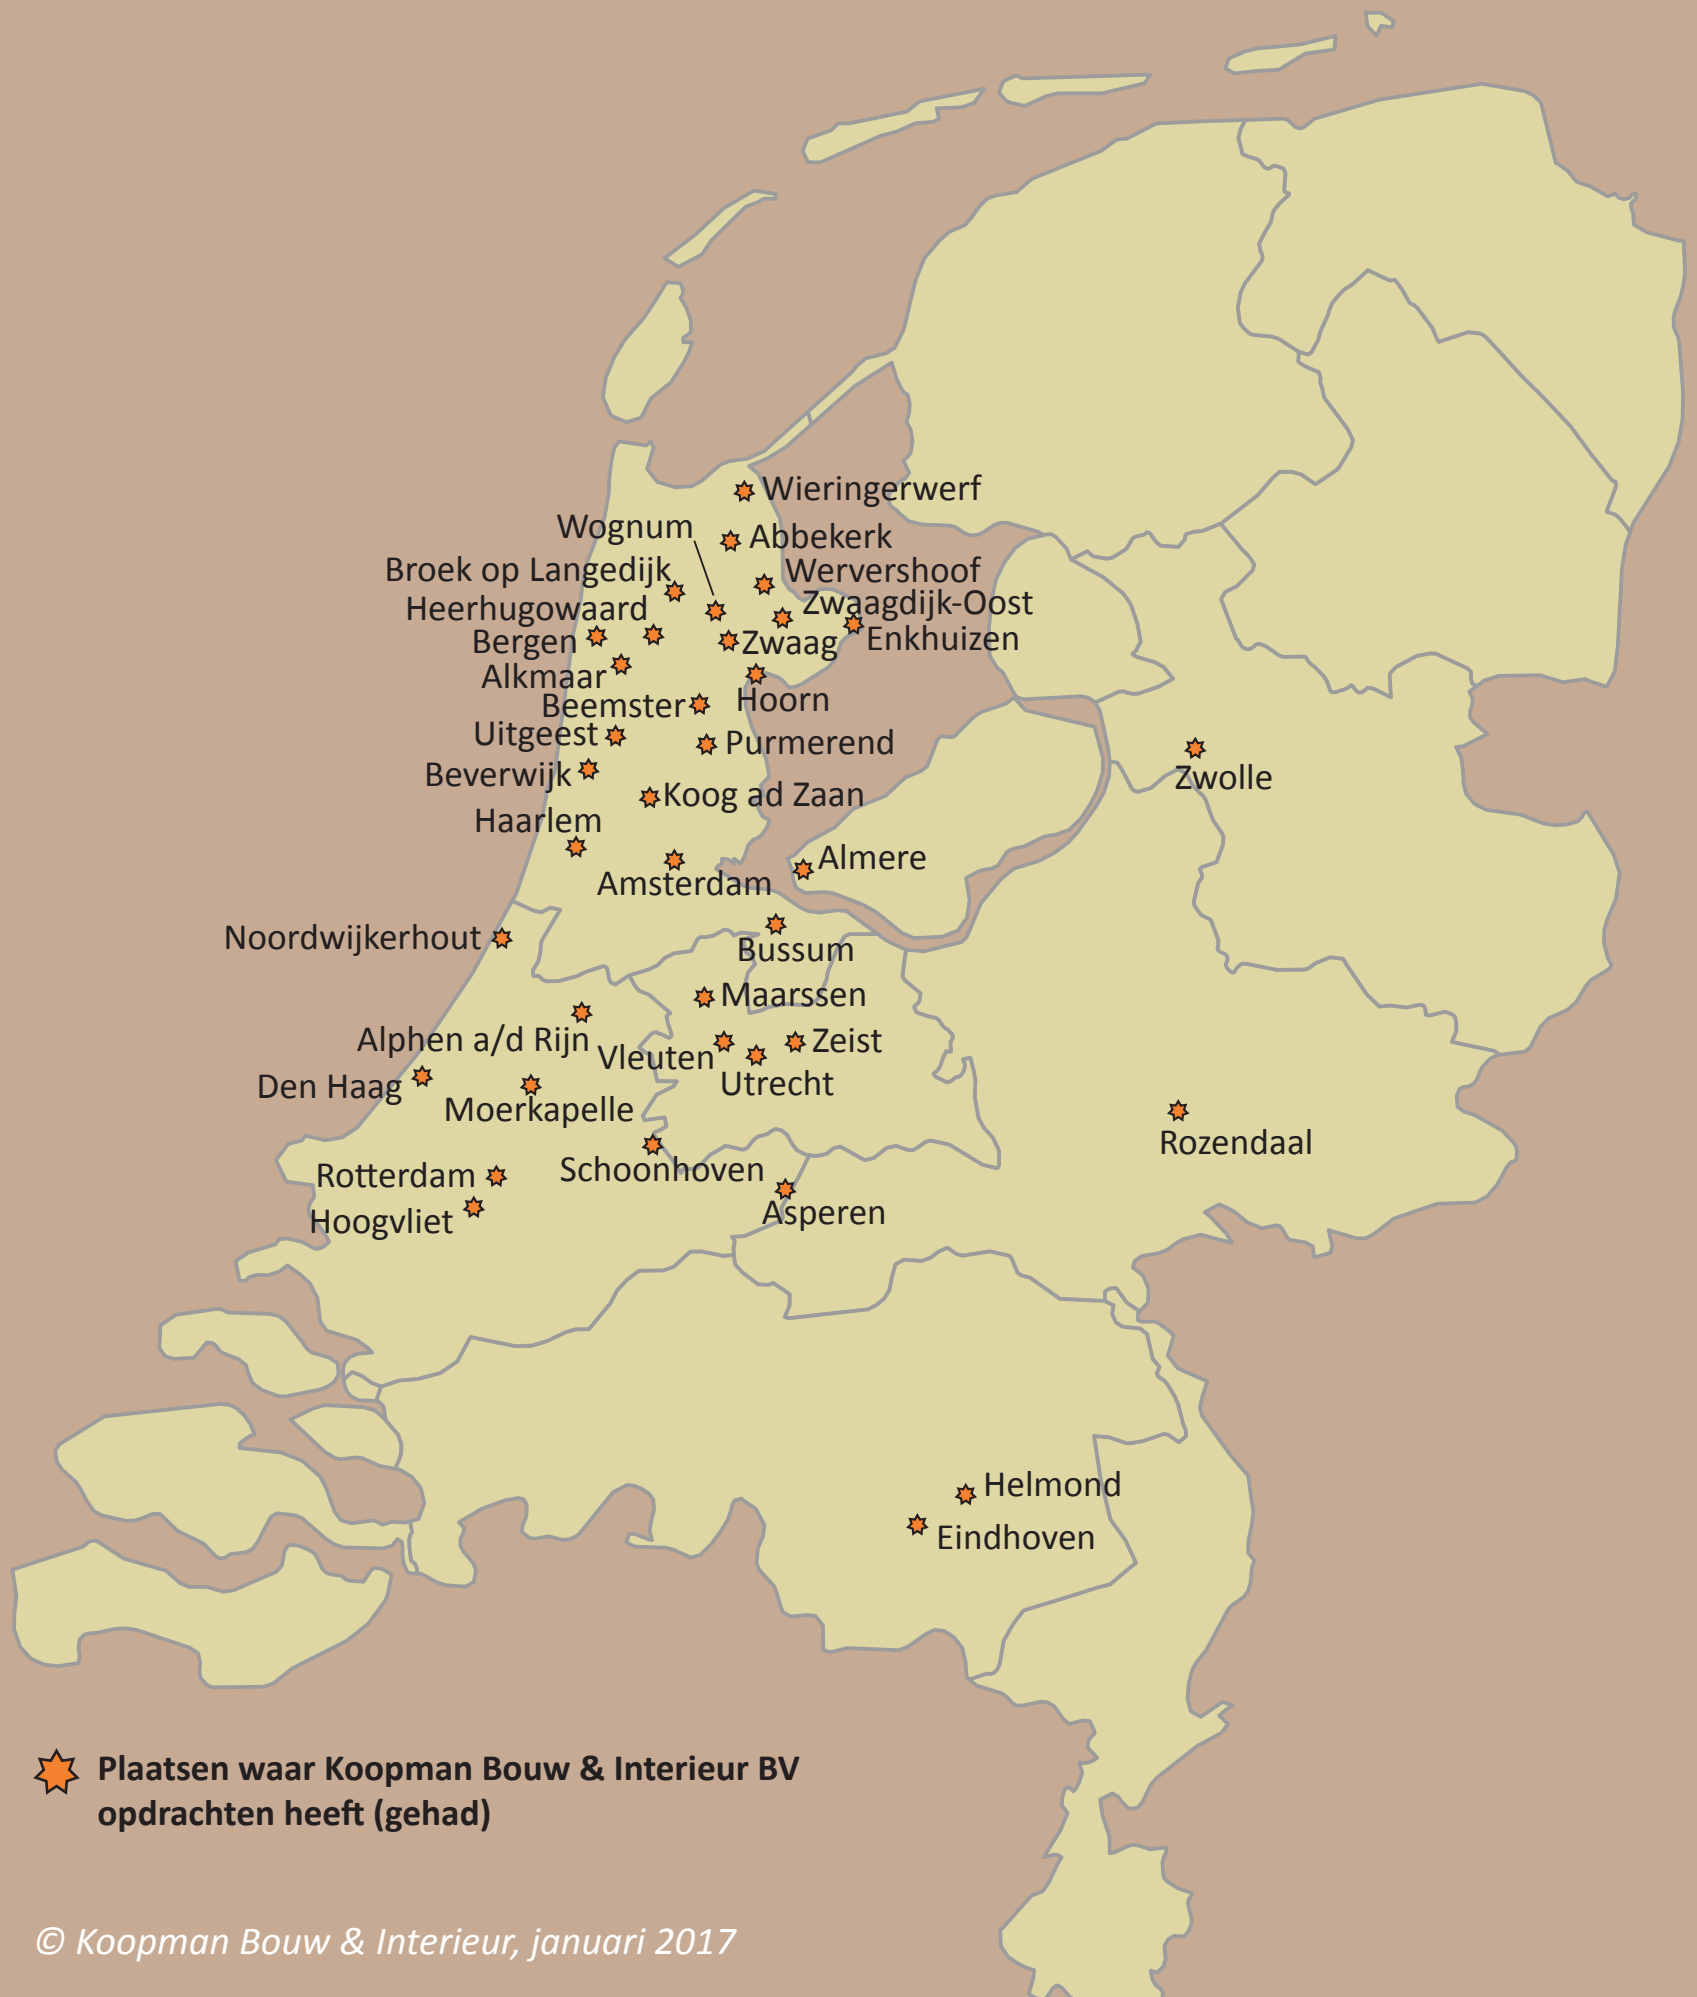 Wieringerwerf
Wognum
Abbekerk
Broek op Langedijk
Wervershoof
Heerhugowaard
Zwaagdijk-Oost
Bergen
Zwaag
Enkhuizen
Alkmaar
Beemster
Hoorn
Uitgeest
Purmerend
Beverwijk
Zwolle
Koog ad Zaan
Haarlem
Almere
Amsterdam
Noordwijkerhout
Bussum
Maarssen
Alphen a/d Rijn
Vleuten
Zeist
Den Haag
Utrecht
Moerkapelle
Rozendaal
Schoonhoven
Rotterdam
Asperen
Hoogvliet
Helmond
Eindhoven
Plaatsen waar Koopman Bouw & Interieur BV
opdrachten heeft (gehad)
© Koopman Bouw & Interieur, januari 2017